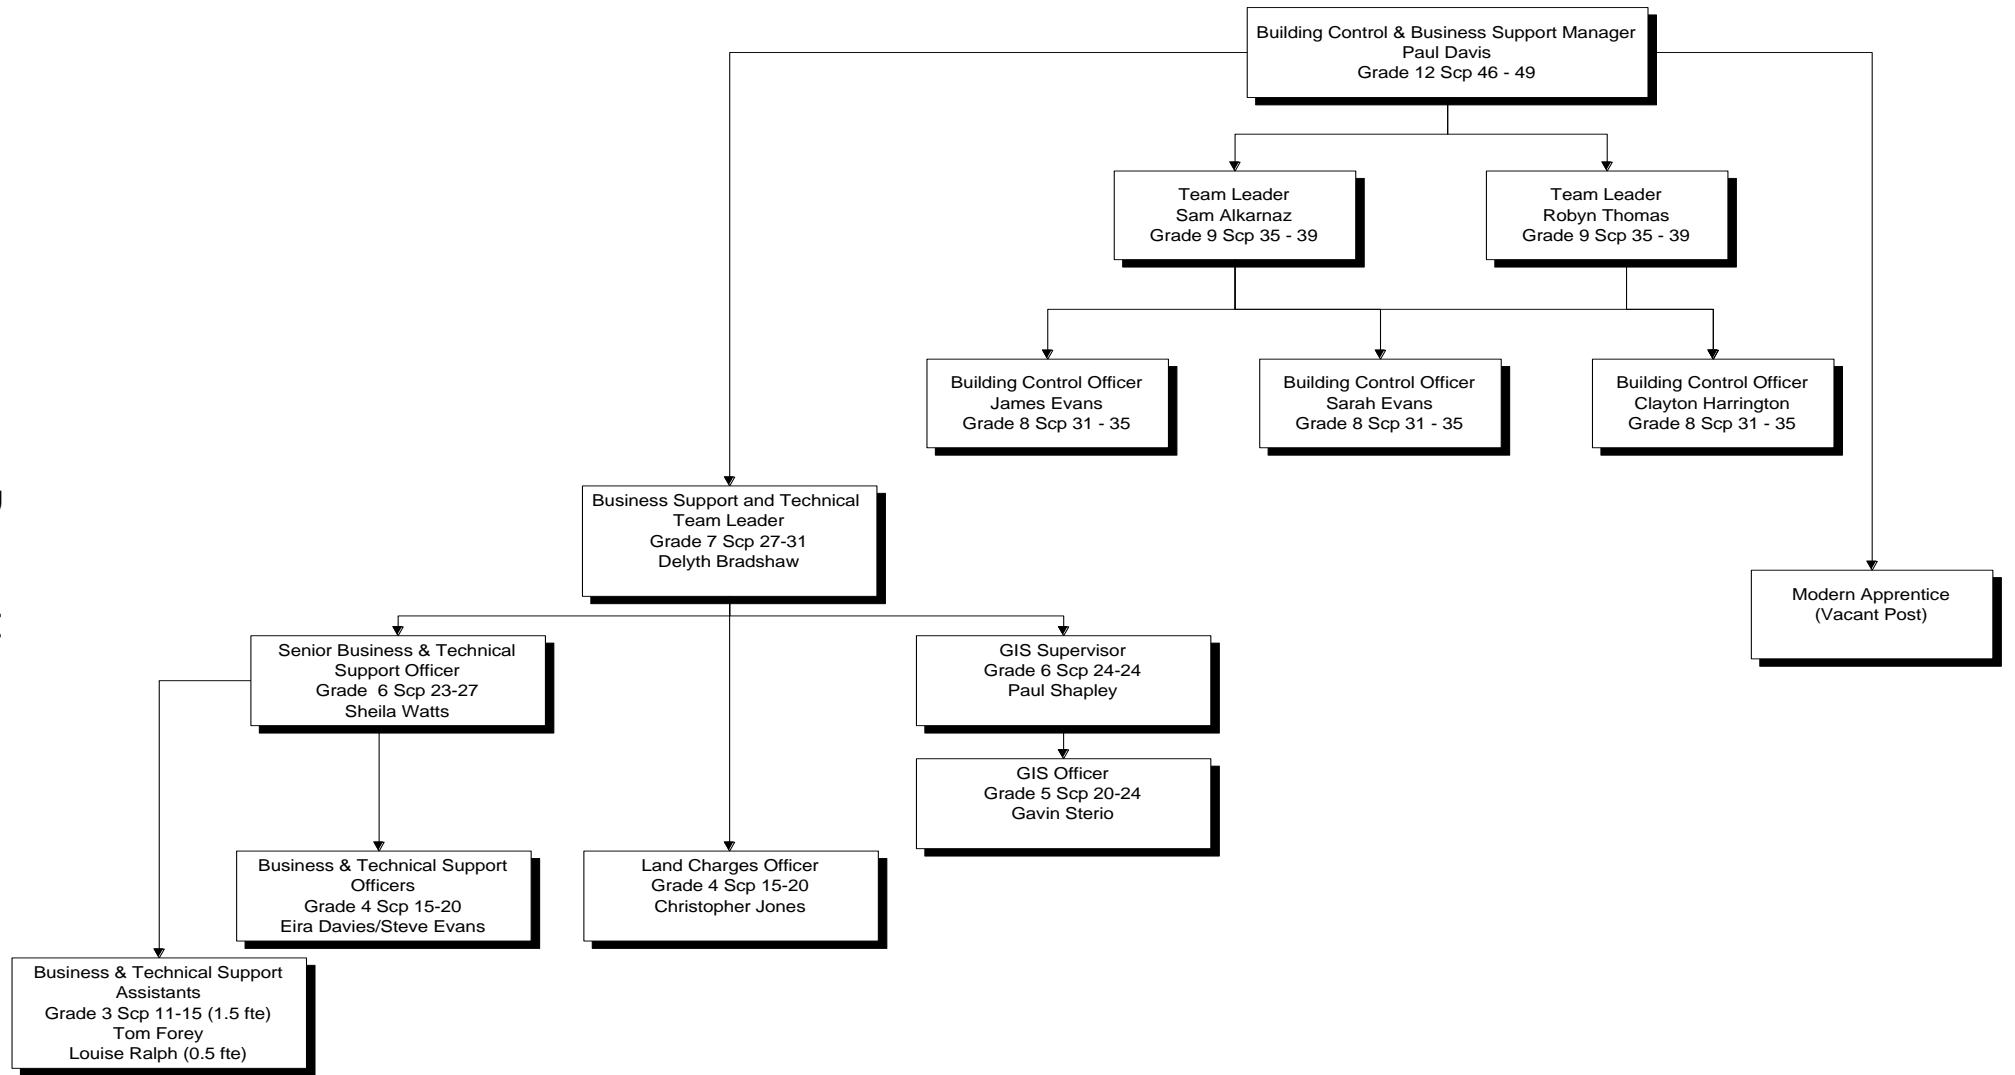 Building Control & Business Support Manager
Paul Davis
Grade 12 Scp 46 - 49
Team Leader
Sam Alkarnaz
Grade 9 Scp 35 - 39
Team Leader
Robyn Thomas
Grade 9 Scp 35 - 39
Building Control Officer
James Evans
Grade 8 Scp 31 - 35
Building Control Officer
Sarah Evans
Grade 8 Scp 31 - 35
Building Control Officer
Clayton Harrington
Grade 8 Scp 31 - 35
Business Support and Technical
Team Leader
Grade 7 Scp 27-31
Delyth Bradshaw
Modern Apprentice
(Vacant Post)
Senior Business & Technical
Support Officer
Grade  6 Scp 23-27
Sheila Watts
GIS Supervisor
Grade 6 Scp 24-24
Paul Shapley
GIS Officer
Grade 5 Scp 20-24
Gavin Sterio
Business & Technical Support
Officers
Grade 4 Scp 15-20
Eira Davies/Steve Evans
Land Charges Officer
Grade 4 Scp 15-20
Christopher Jones
Business & Technical Support
Assistants
Grade 3 Scp 11-15 (1.5 fte)
Tom Forey
Louise Ralph (0.5 fte)